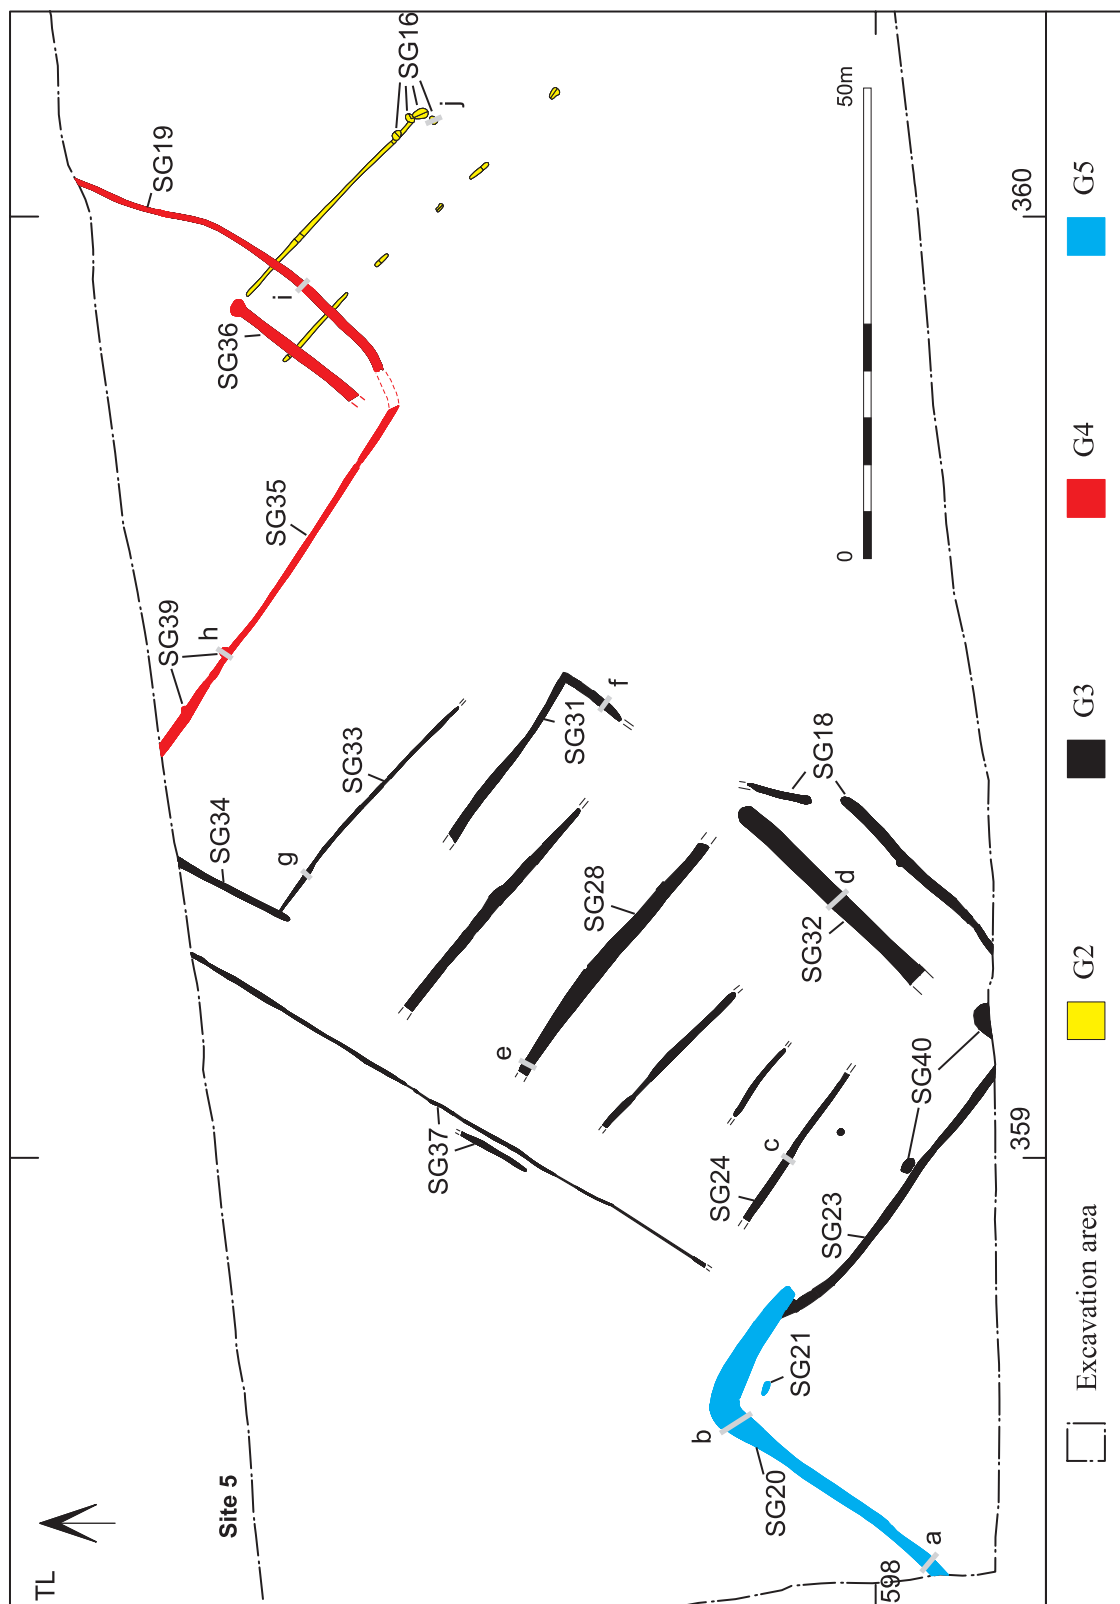 TL
Site 5
SG16
j
SG19
i
SG36
SG35
SG39
h
SG34
SG33
g
SG31
f
SG37
SG28
e
SG18
SG32
d
SG24
c
SG40
SG23
SG21
b
SG20
a
0
50m
598
359
360
Excavation area
G2
G3
G4
G5